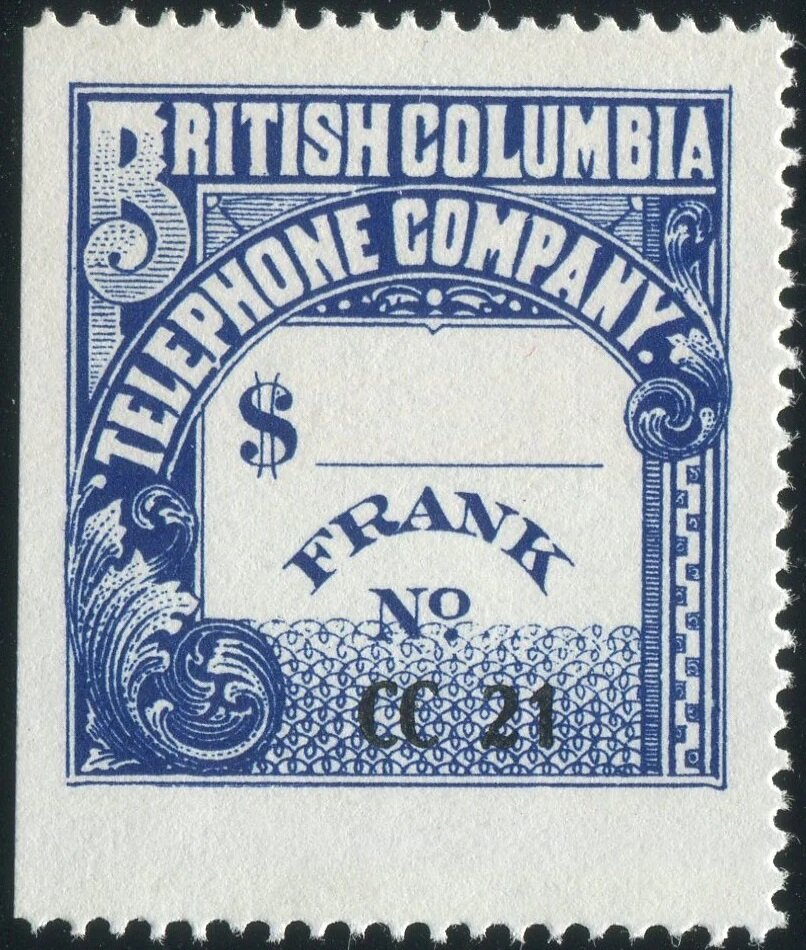 BRITISH COLUMBIA
TELEPHONE COMPANY.
$
FRANK
No
CC 21